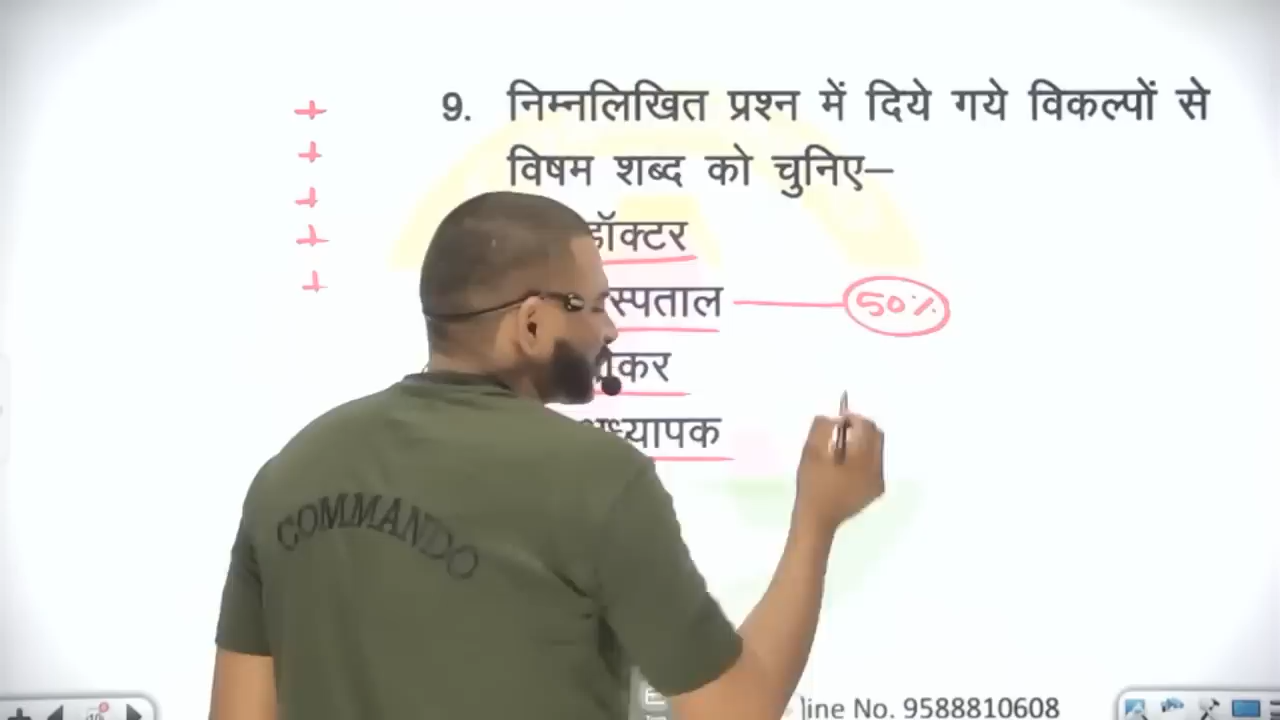 9. निम्नलिखित प्रश्न में दिये गये विकल्पों से
विषम शब्द को चुनिए–
डॉक्टर
स्पताल 50%
कर
ध्यापक
COMMANDO
line No. 9588810608